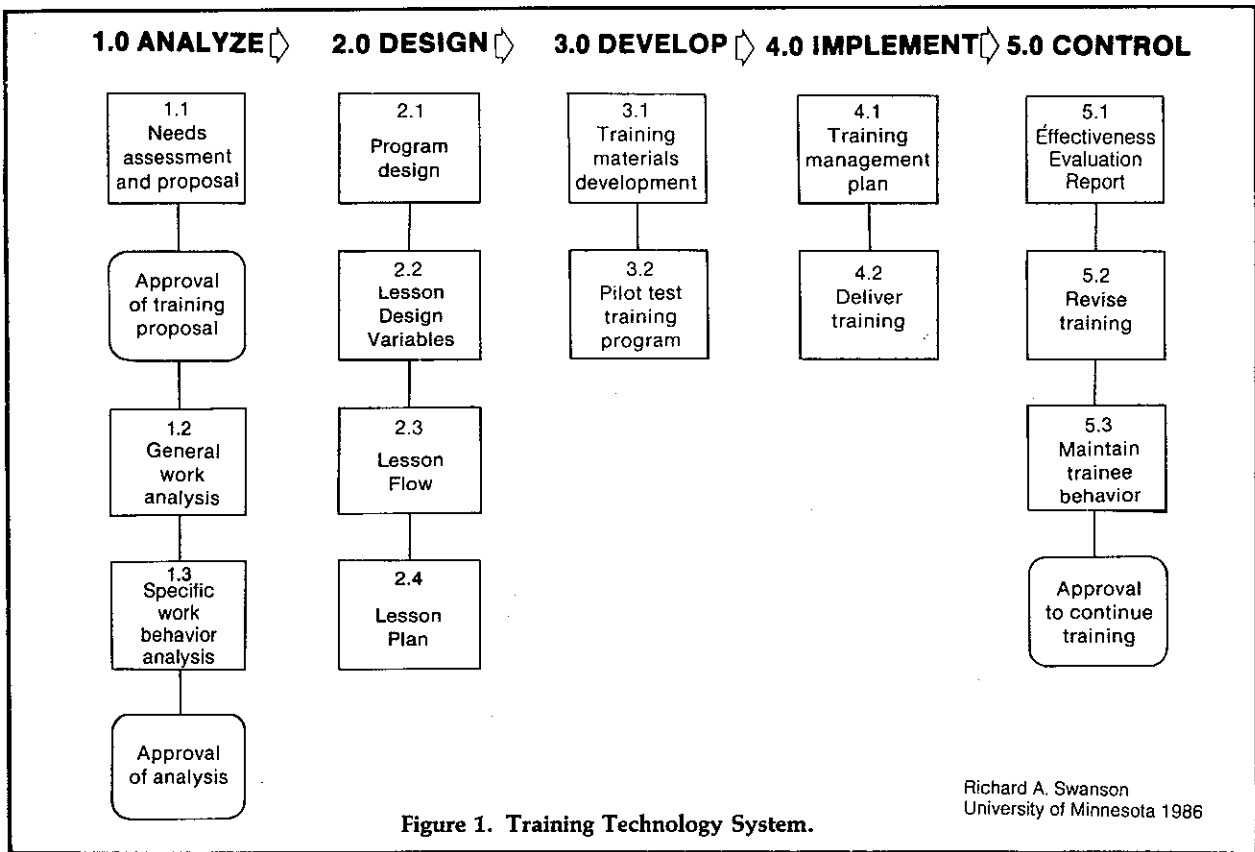 1.0 ANALYZE
2.0 DESIGN
3.0 DEVELOP
4.0 IMPLEMENT
5.0 CONTROL
1.1
Needs
assessment
and proposal
Approval
of training
proposal
1.2
General
work
analysis
1.3
Specific
work
behavior
analysis
Approval
of analysis
2.1
Program
design
2.2
Lesson
Design
Variables
2.3
Lesson
Flow
2.4
Lesson
Plan
3.1
Training
materials
development
3.2
Pilot test
training
program
4.1
Training
management
plan
4.2
Deliver
training
5.1
Effectiveness
Evaluation
Report
5.2
Revise
training
5.3
Maintain
trainee
behavior
Approval
to continue
training
Richard A. Swanson
University of Minnesota 1986
Figure 1. Training Technology System.